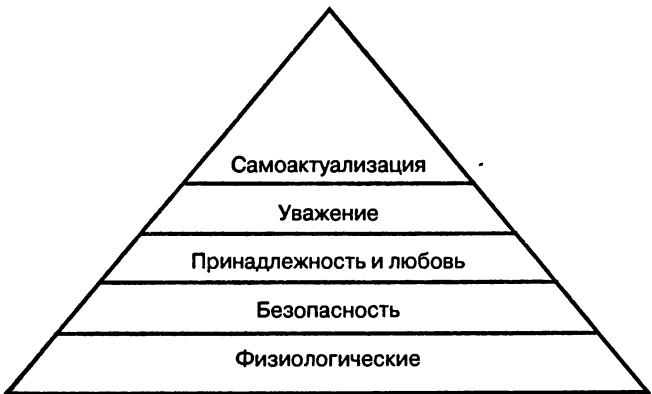 Самоактуализация
Уважение
Принадлежность и любовь
Безопасность
Физиологические